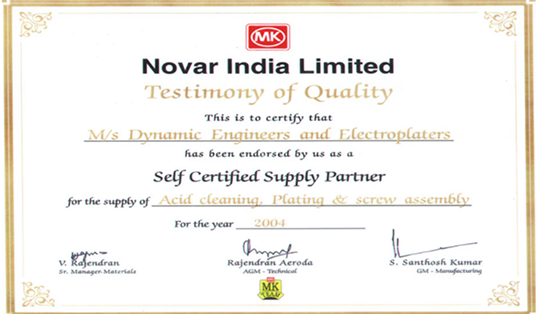 MK
Novar India Limited
Testimony of Quality
This is to certify that
M/s Dynamic Engineers and Electroplaters
has been endorsed by us as a
Self Certified Supply Partner
for the supply of Acid cleaning, Plating & screw assembly
For the year 2004
V. Rajendran Rajendran Aeroda S. Santhosh Kumar
Sr. Manager-Materials AGM - Technical GM - Manufacturing
MK